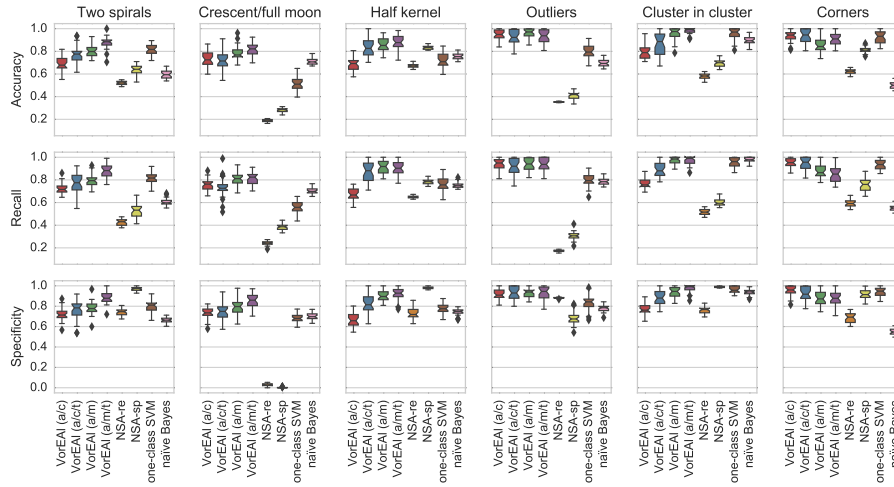 Two spirals Crescent/full moon Half kernel Outliers Cluster in cluster Corners
1.0
0.8
0.6
0.4
0.2
Accuracy
1.0
0.8
0.6
0.4
0.2
Recall
1.0
0.8
0.6
0.4
0.2
0.0
Specificity
VorEAl (a/c)
VorEAl (a/c/t)
VorEAl (a/m)
VorEAl (a/m/t)
NSA-re
NSA-sp
one-class SVM
naïve Bayes
VorEAl (a/c)
VorEAl (a/c/t)
VorEAl (a/m)
VorEAl (a/m/t)
NSA-re
NSA-sp
one-class SVM
naïve Bayes
VorEAl (a/c)
VorEAl (a/c/t)
VorEAl (a/m)
VorEAl (a/m/t)
NSA-re
NSA-sp
one-class SVM
naïve Bayes
VorEAl (a/c)
VorEAl (a/c/t)
VorEAl (a/m)
VorEAl (a/m/t)
NSA-re
NSA-sp
one-class SVM
naïve Bayes
VorEAl (a/c)
VorEAl (a/c/t)
VorEAl (a/m)
VorEAl (a/m/t)
NSA-re
NSA-sp
one-class SVM
naïve Bayes
VorEAl (a/c)
VorEAl (a/c/t)
VorEAl (a/m)
VorEAl (a/m/t)
NSA-re
NSA-sp
one-class SVM
naïve Bayes